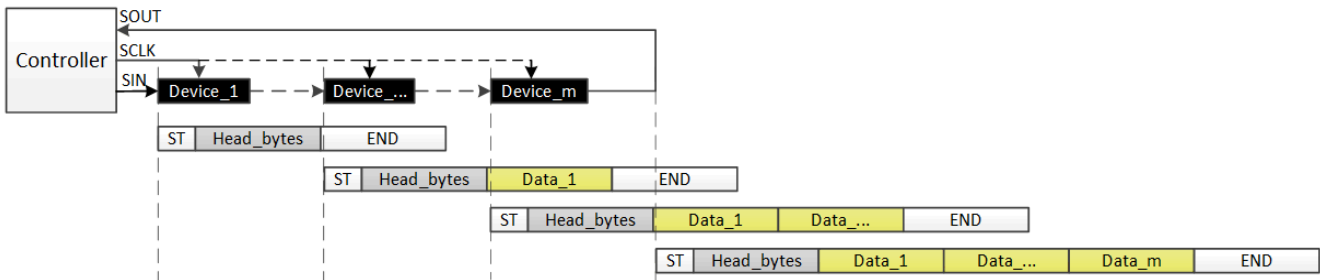 SOUT
SCLK
Controller
SIN
Device_1 Device_... Device_m
ST Head_bytes END
ST Head_bytes Data_1 END
ST Head_bytes Data_1 Data_... END
ST Head_bytes Data_1 Data_... Data_m END